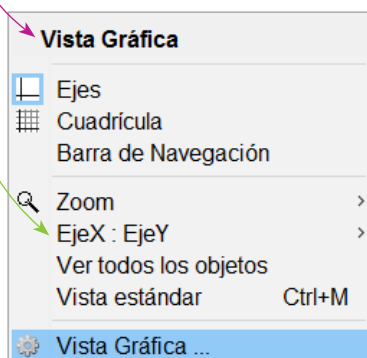 Vista Gráfica
Ejes
Cuadrícula
Barra de Navegación
Zoom
EjeX : EjeY
Ver todos los objetos
Vista estándar Ctrl+M
Vista Gráfica ...